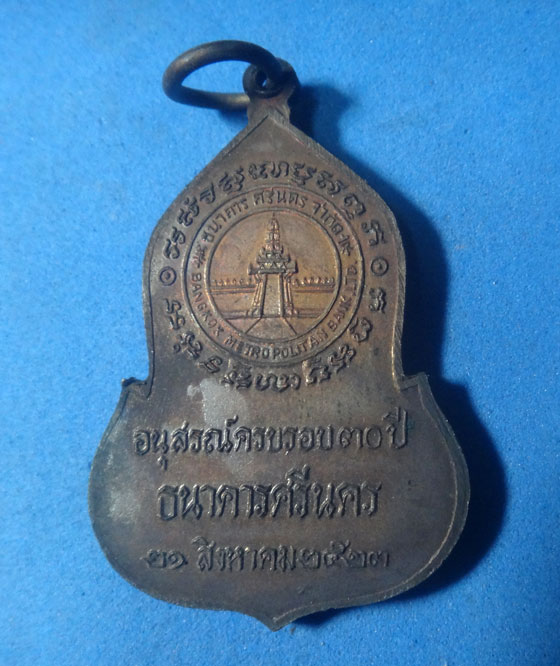 ธนาคาร ศรีนคร จำกัด
BANGKOK METROPOLITAN BANK LTD.
อนุสรณ์ครบรอบ ๓๐ ปี
ธนาคารศรีนคร
๒๑ สิงหาคม ๒๕๒๓